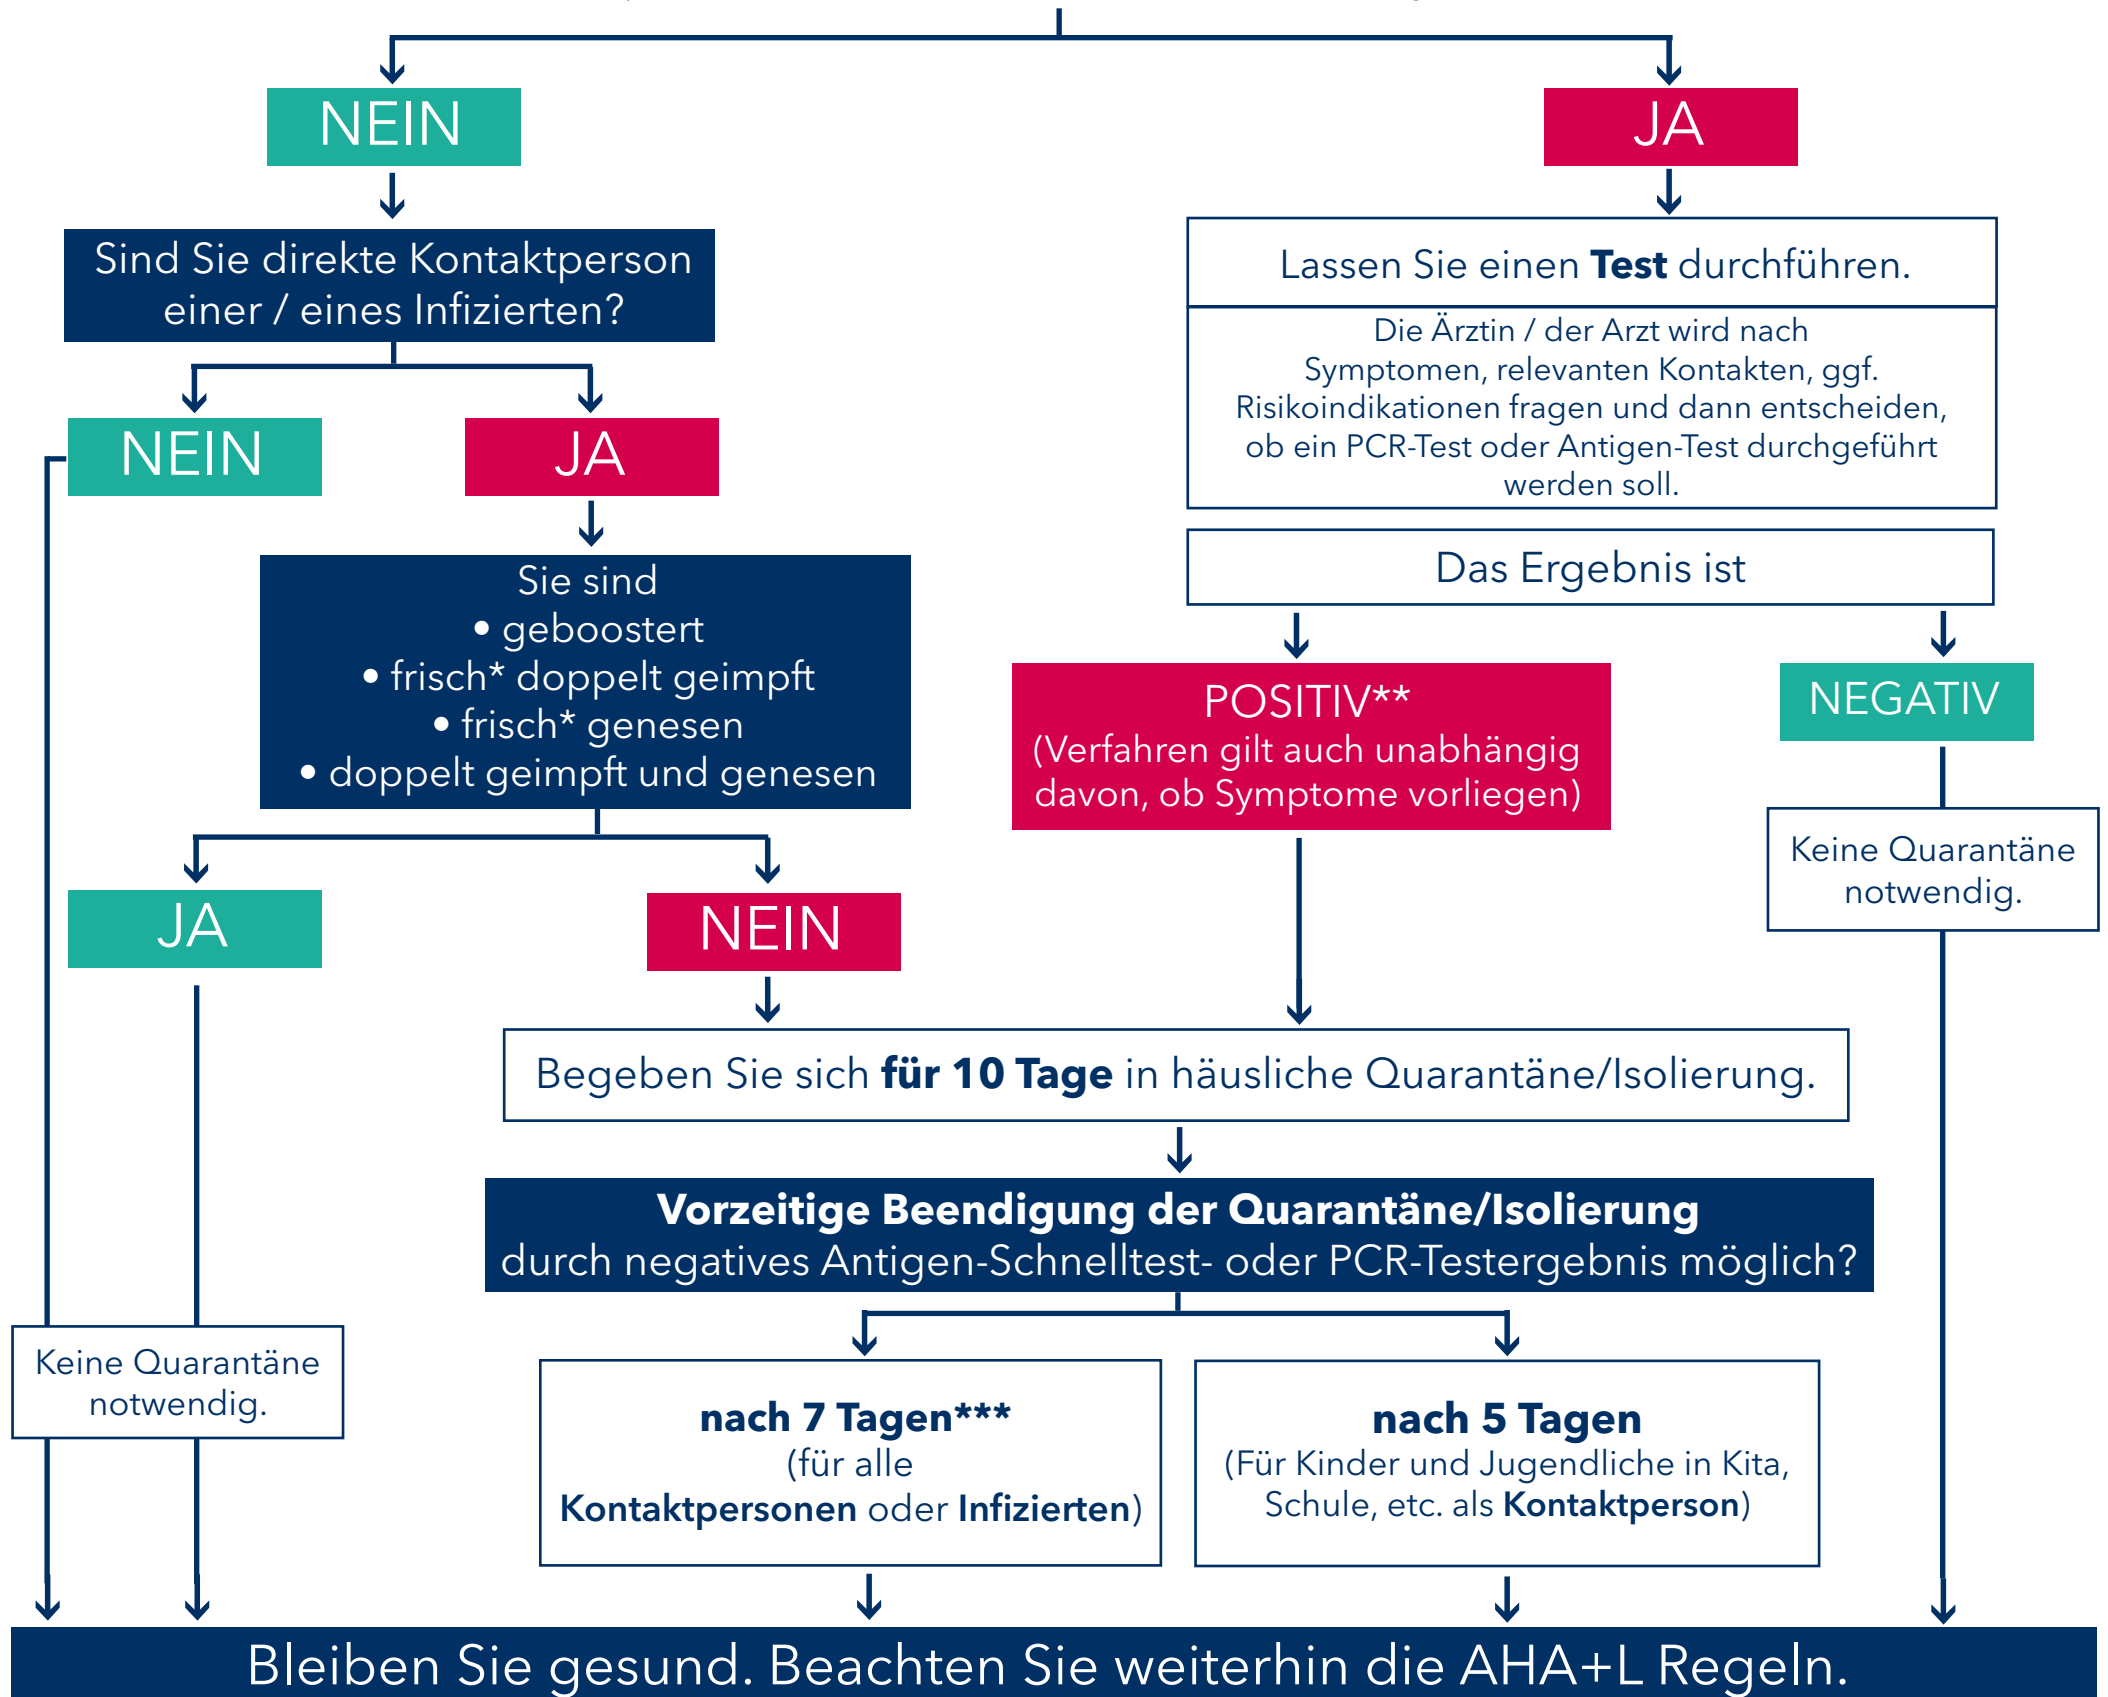 NEIN
JA
Sind Sie direkte Kontaktperson
einer / eines Infizierten?
Lassen Sie einen Test durchführen.
Die Ärztin / der Arzt wird nach
Symptomen, relevanten Kontakten, ggf.
Risikoindikationen fragen und dann entscheiden,
ob ein PCR-Test oder Antigen-Test durchgeführt
werden soll.
NEIN
JA
Das Ergebnis ist
Sie sind
• geboostert
• frisch* doppelt geimpft
• frisch* genesen
• doppelt geimpft und genesen
POSITIV**
(Verfahren gilt auch unabhängig
davon, ob Symptome vorliegen)
NEGATIV
Keine Quarantäne
notwendig.
JA
NEIN
Begeben Sie sich für 10 Tage in häusliche Quarantäne/Isolierung.
Vorzeitige Beendigung der Quarantäne/Isolierung
durch negatives Antigen-Schnelltest- oder PCR-Testergebnis möglich?
Keine Quarantäne
notwendig.
nach 7 Tagen***
(für alle
Kontaktpersonen oder Infizierten)
nach 5 Tagen
(Für Kinder und Jugendliche in Kita,
Schule, etc. als Kontaktperson)
Bleiben Sie gesund. Beachten Sie weiterhin die AHA+L Regeln.